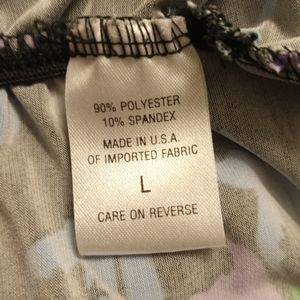 90% POLYESTER
10% SPANDEX
MADE IN U.S.A.
OF IMPORTED FABRIC
L
CARE ON REVERSE